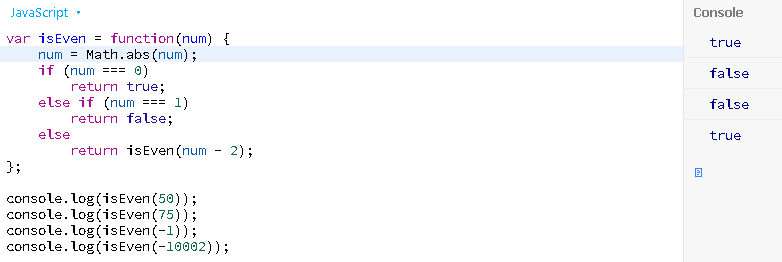 JavaScript
var isEven = function(num) {
    num = Math.abs(num);
    if (num === 0)
        return true;
    else if (num === 1)
        return false;
    else
        return isEven(num - 2);
};

console.log(isEven(50));
console.log(isEven(75));
console.log(isEven(-1));
console.log(isEven(-10002));
Console
true
false
false
true